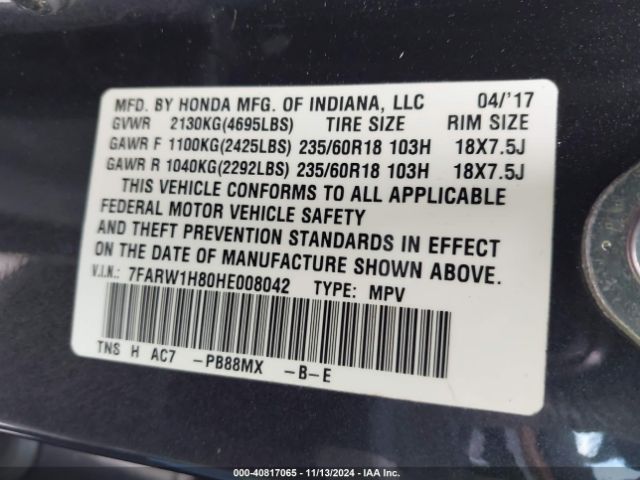 MFD. BY HONDA MFG. OF INDIANA, LLC 04/'17
GVWR 2130KG(4695LBS) TIRE SIZE RIM SIZE
GAWR F 1100KG(2425LBS) 235/60R18 103H 18X7.5J
GAWR R 1040KG(2292LBS) 235/60R18 103H 18X7.5J
THIS VEHICLE CONFORMS TO ALL APPLICABLE
FEDERAL MOTOR VEHICLE SAFETY
AND THEFT PREVENTION STANDARDS IN EFFECT
ON THE DATE OF MANUFACTURE SHOWN ABOVE.
V.I.N.: 7FARW1H80HE008042 TYPE: MPV
TNS H AC7 -PB88MX -B-E
000-40817065 | 11/13/2024 | IAA Inc.